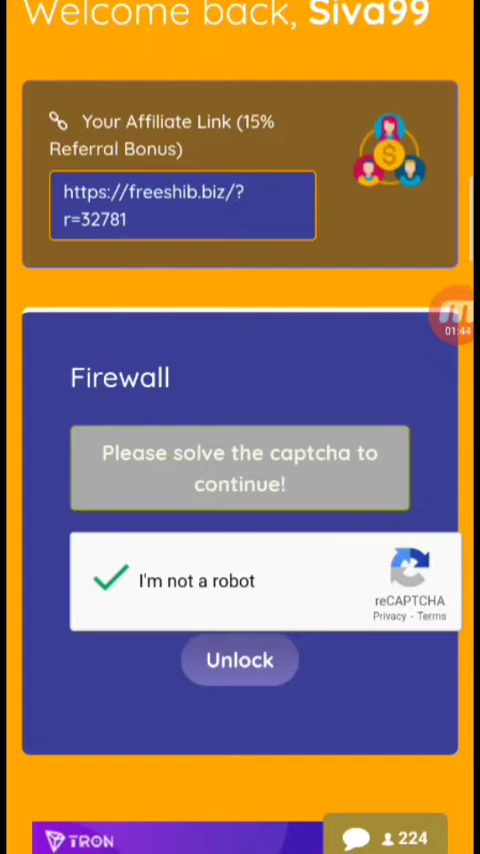 Welcome back, Siva99
Your Affiliate Link (15%
Referral Bonus)
https://freeshib.biz/?
r=32781
01:44
Firewall
Please solve the captcha to
continue!
I'm not a robot
reCAPTCHA
Privacy - Terms
Unlock
TRON
224